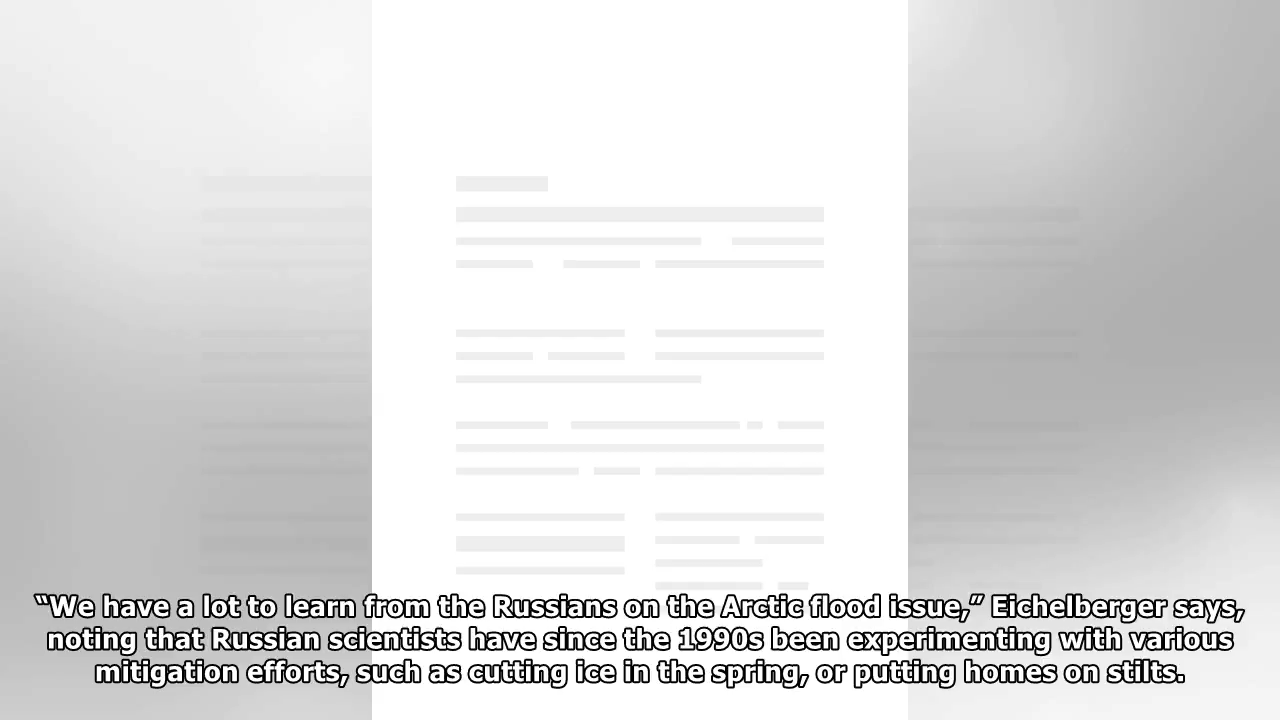 “We have a lot to learn from the Russians on the Arctic flood issue,” Eichelberger says,
noting that Russian scientists have since the 1990s been experimenting with various
mitigation efforts, such as cutting ice in the spring, or putting homes on stilts.